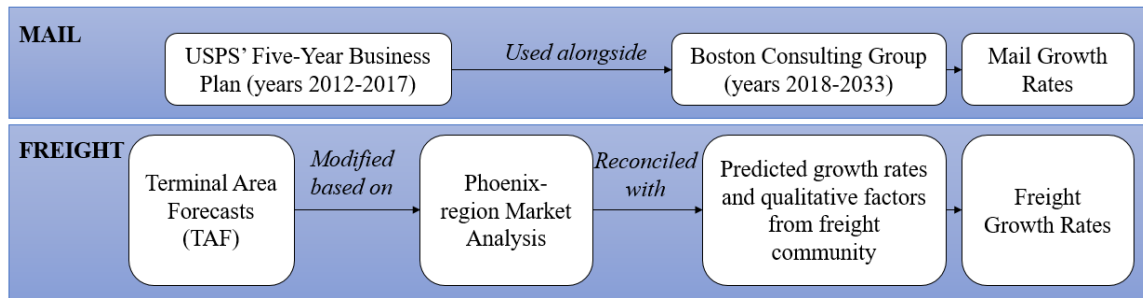 MAIL
USPS' Five-Year Business
Plan (years 2012-2017)
Used alongside
Boston Consulting Group
(years 2018-2033)
Mail Growth
Rates
FREIGHT
Terminal Area
Forecasts
(TAF)
Modified
based on
Phoenix-
region Market
Analysis
Reconciled
with
Predicted growth rates
and qualitative factors
from freight
community
Freight
Growth Rates